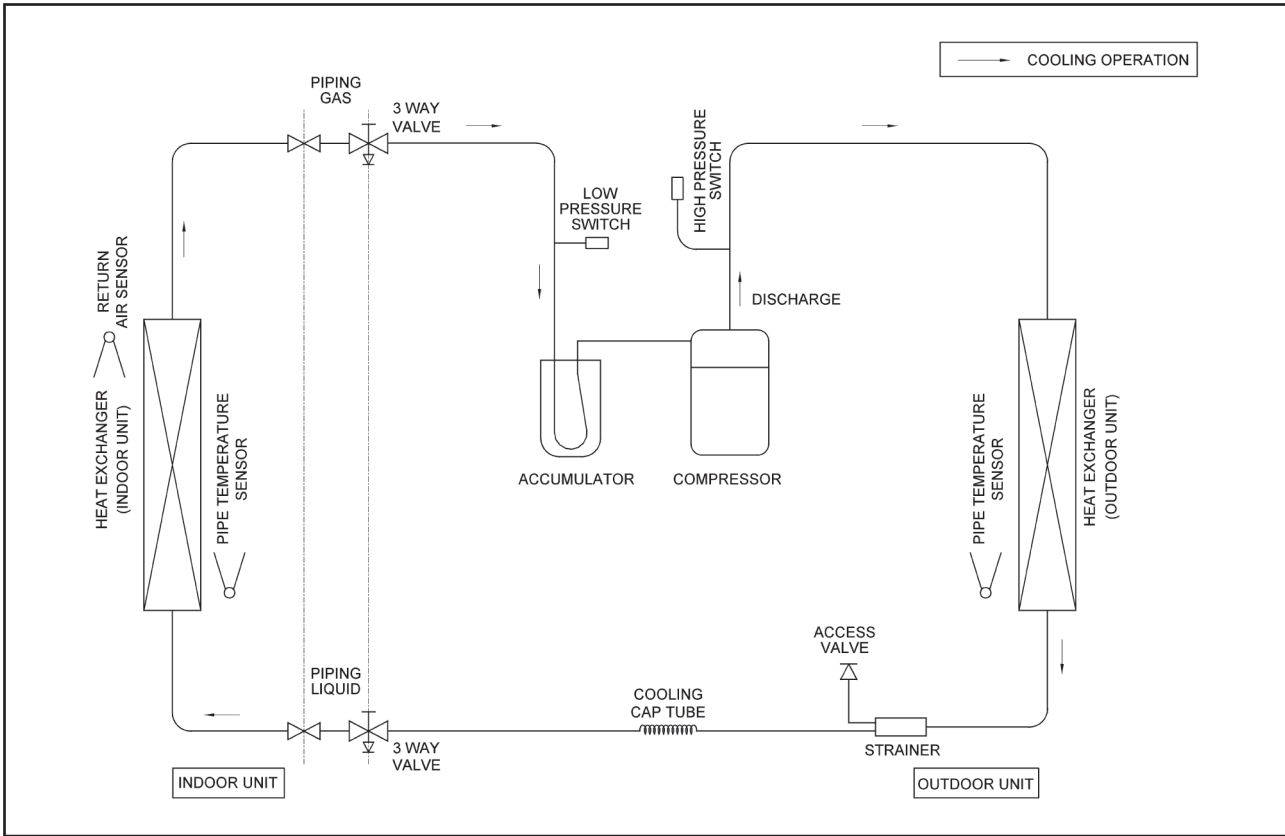 COOLING OPERATION
PIPING
GAS
3 WAY
VALVE
LOW
PRESSURE
SWITCH
HIGH PRESSURE
SWITCH
DISCHARGE
RETURN
AIR SENSOR
HEAT EXCHANGER
(INDOOR UNIT)
PIPE TEMPERATURE
SENSOR
ACCUMULATOR
COMPRESSOR
PIPE TEMPERATURE
SENSOR
HEAT EXCHANGER
(OUTDOOR UNIT)
PIPING
LIQUID
3 WAY
VALVE
COOLING
CAP TUBE
ACCESS
VALVE
STRAINER
INDOOR UNIT
OUTDOOR UNIT